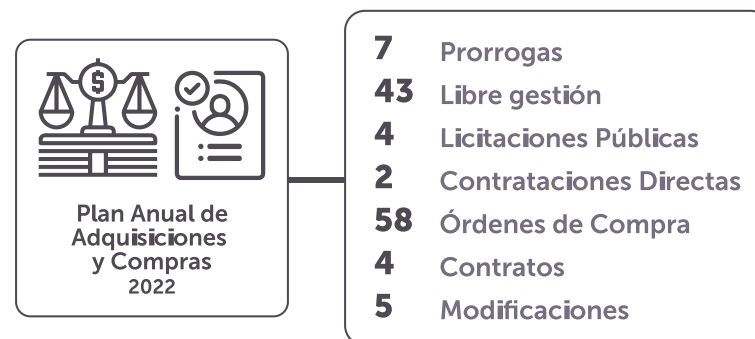 $
Plan Anual de
Adquisiciones
y Compras
2022
7 Prorrogas
43 Libre gestión
4 Licitaciones Públicas
2 Contrataciones Directas
58 Órdenes de Compra
4 Contratos
5 Modificaciones